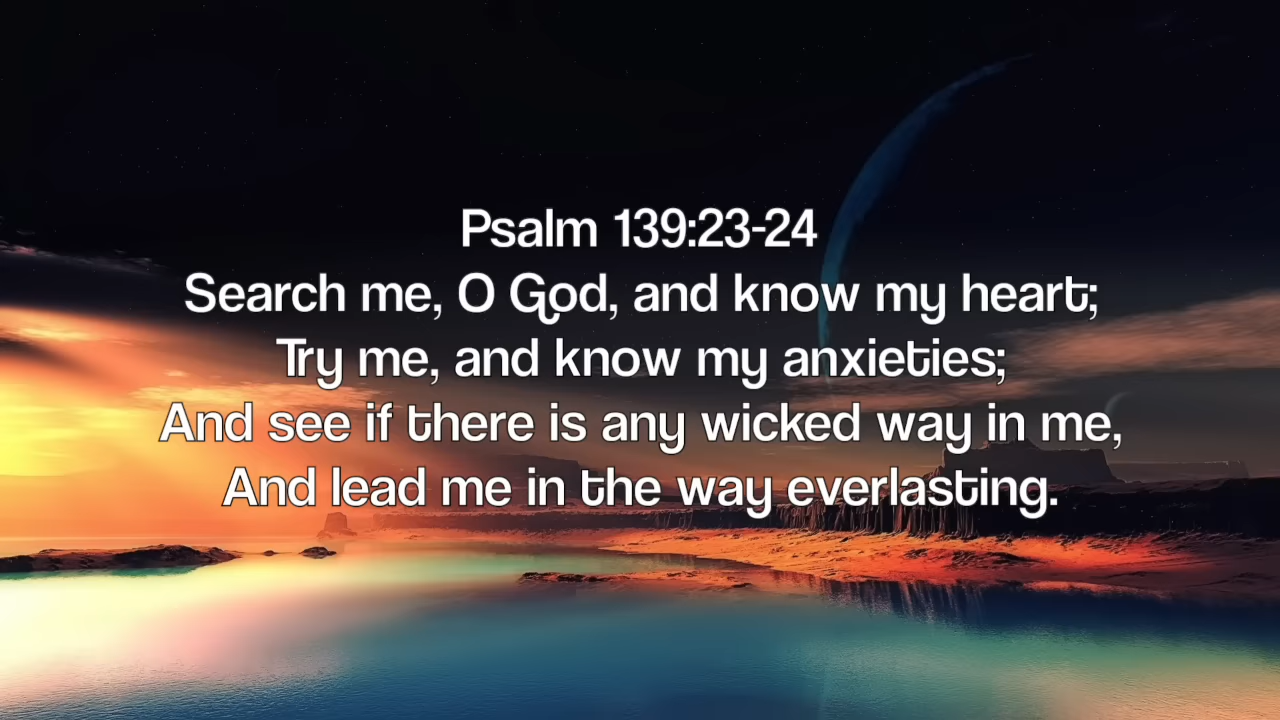 Psalm 139:23-24
Search me, O God, and know my heart;
Try me, and know my anxieties;
And see if there is any wicked way in me,
And lead me in the way everlasting.